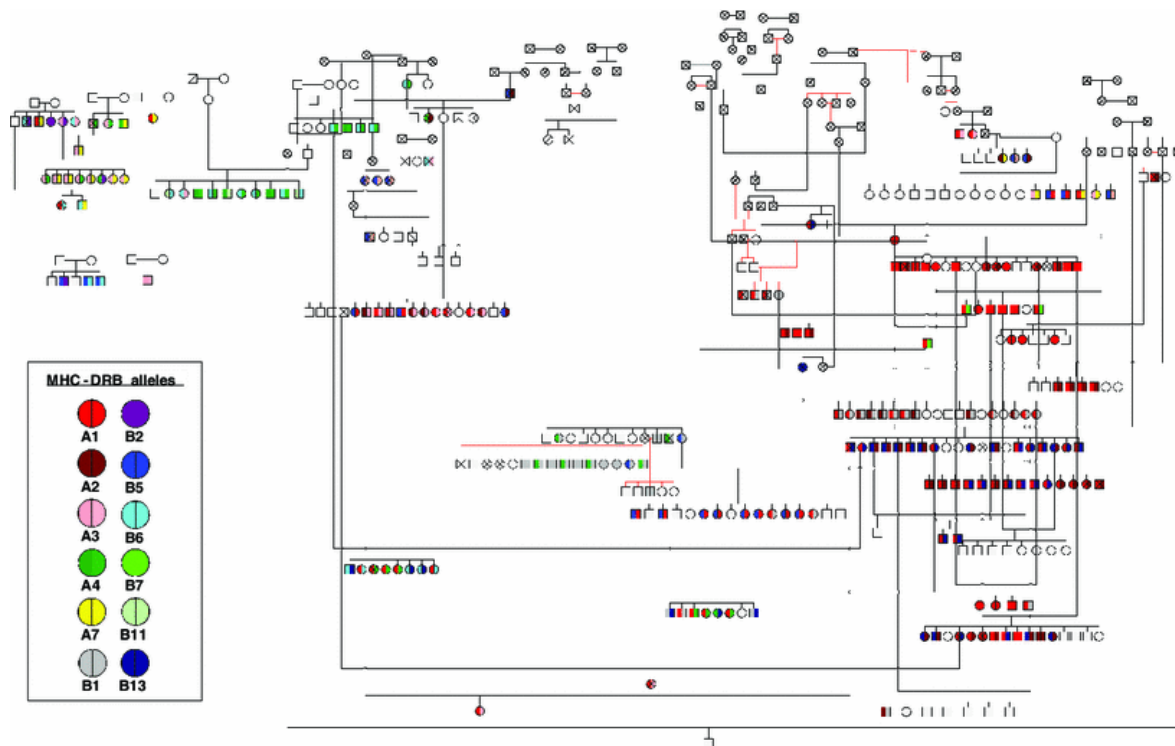 MHC-DRB alleles
A1 B2
A2 B5
A3 B6
A4 B7
A7 B11
B1 B13